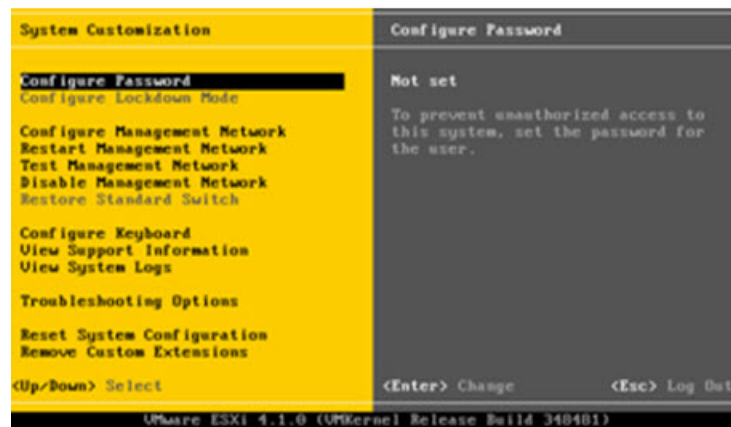 System Customization
Configure Password
Configure Lockdown Mode
Configure Management Network
Restart Management Network
Test Management Network
Disable Management Network
Restore Standard Switch
Configure Keyboard
View Support Information
View System Logs
Troubleshooting Options
Reset System Configuration
Remove Custom Extensions
<Up/Down> Select
Configure Password
Not set
To prevent unauthorized access to
this system, set the password for
the user.
<Enter> Change
<Esc> Log Out
VMware ESXi 4.1.0 (VMKernel Release Build 348481)